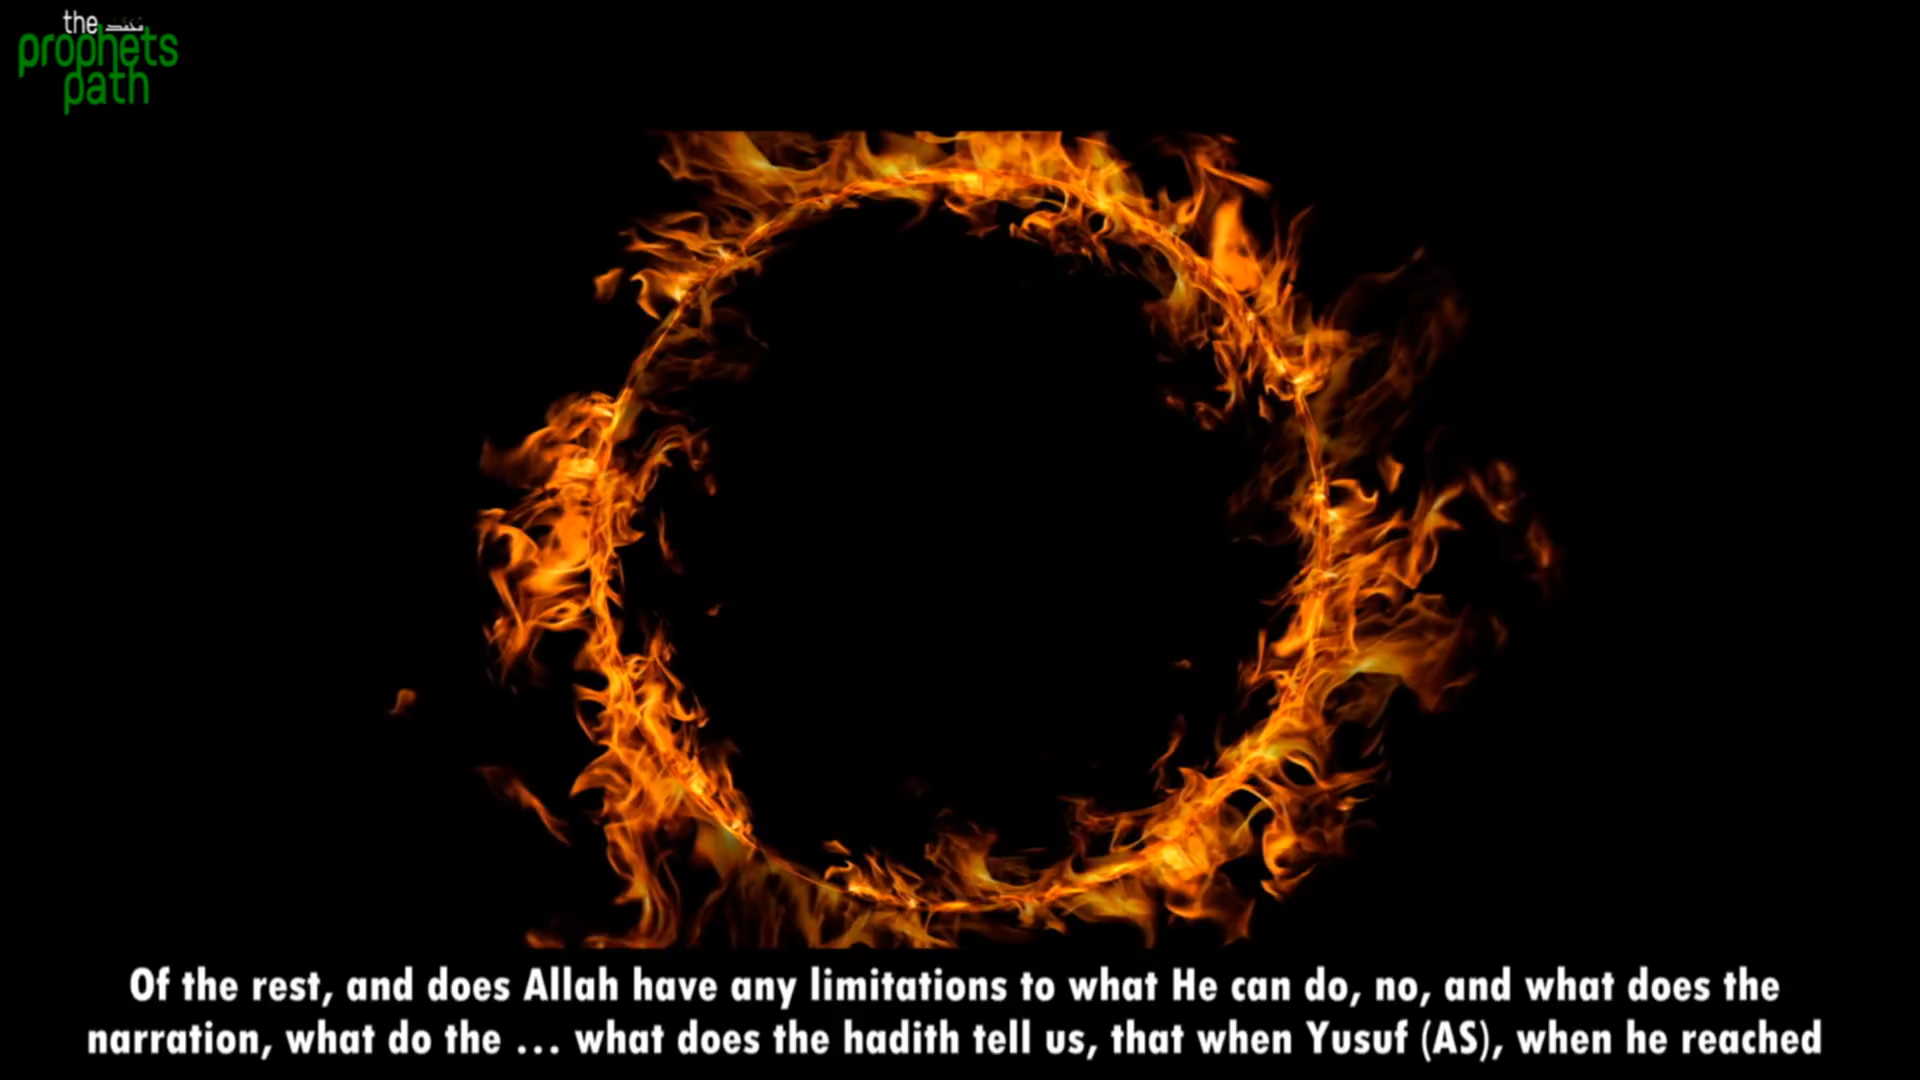 the محمد
prophets
path
Of the rest, and does Allah have any limitations to what He can do, no, and what does the
narration, what do the ... what does the hadith tell us, that when Yusuf (AS), when he reached